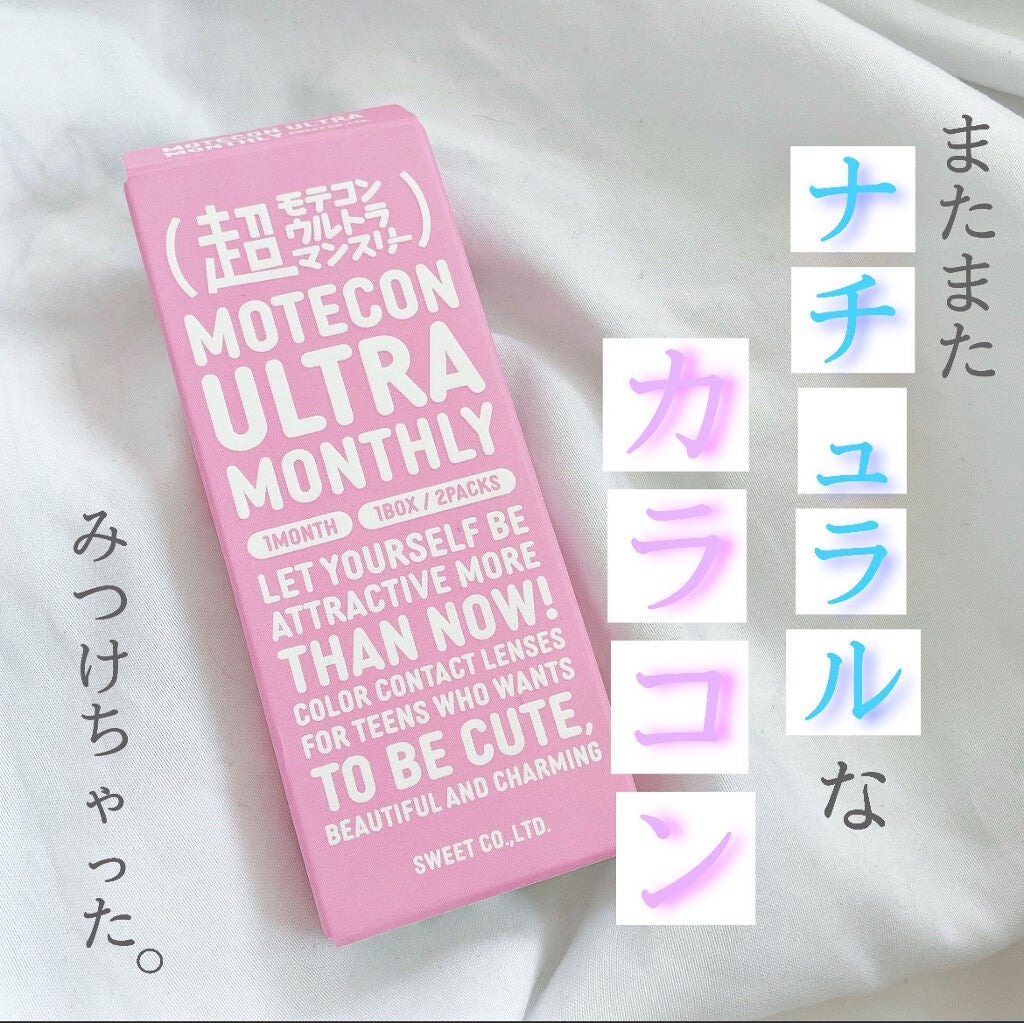 またまた
ナチュラルな
カラコン
みつけちゃった。
MOTECON ULTRA
MONTHLY
(超モテコン
ウルトラ
マンスリー)
MOTECON
ULTRA
MONTHLY
1MONTH 1BOX / 2PACKS
LET YOURSELF BE
ATTRACTIVE MORE
THAN NOW!
COLOR CONTACT LENSES
FOR TEENS WHO WANTS
TO BE CUTE,
BEAUTIFUL AND CHARMING
SWEET CO.,LTD.